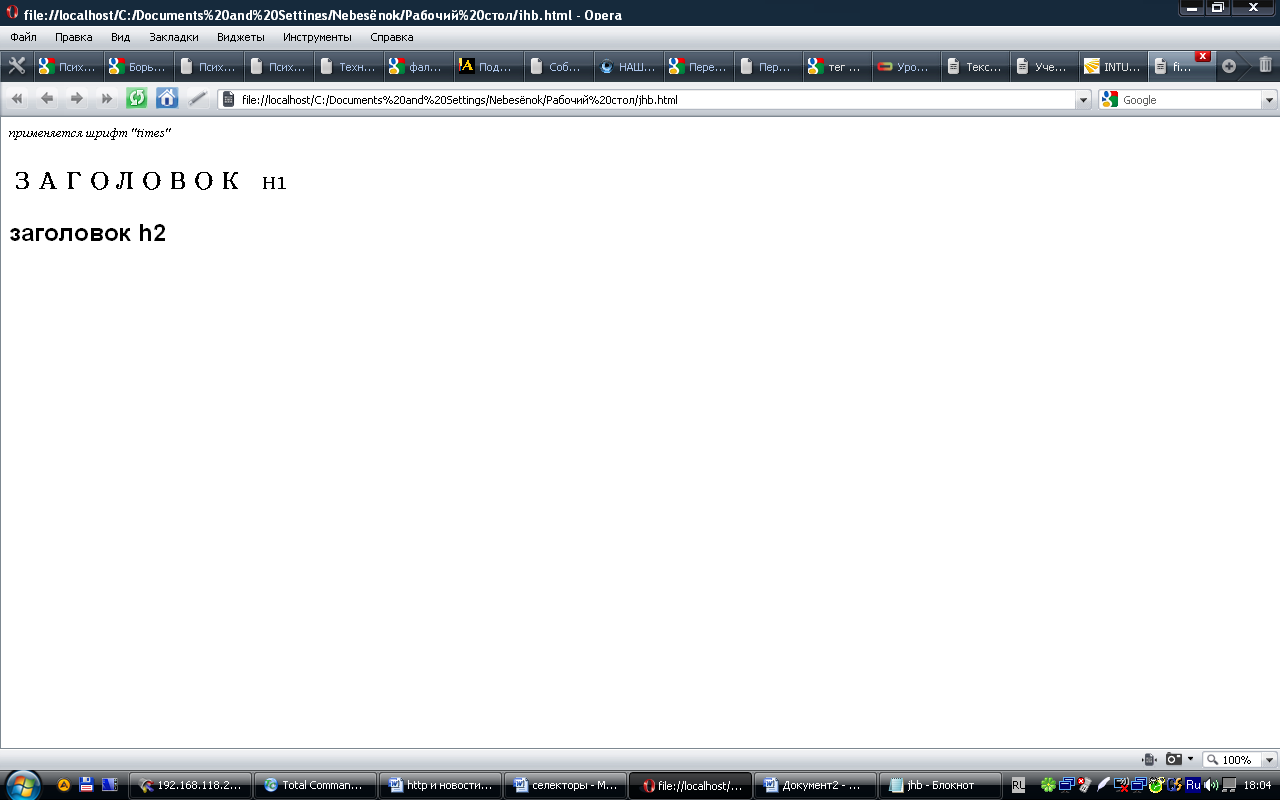 file://localhost/C:/Documents%20and%20Settings/Nebesёnok/Рабочий%20стол/jhb.html - Opera
Файл Правка Вид Закладки Виджеты Инструменты Справка
Псих... Борь... Псих... Псих... Техн... фал... Под... Соб... НАШ... Пере... Пер... тег ... Уро... Текс... Уче... INTU... fi...
file://localhost/C:/Documents%20and%20Settings/Nebesёnok/Рабочий%20стол/jhb.html Google
применяется шрифт "times"
З А Г О Л О В О К H1
заголовок h2
100%
192.168.118.2... Total Comman... http и новости... селекторы - M... file://localhost/... Документ2 - ... jhb - Блокнот RL Ru 18:04